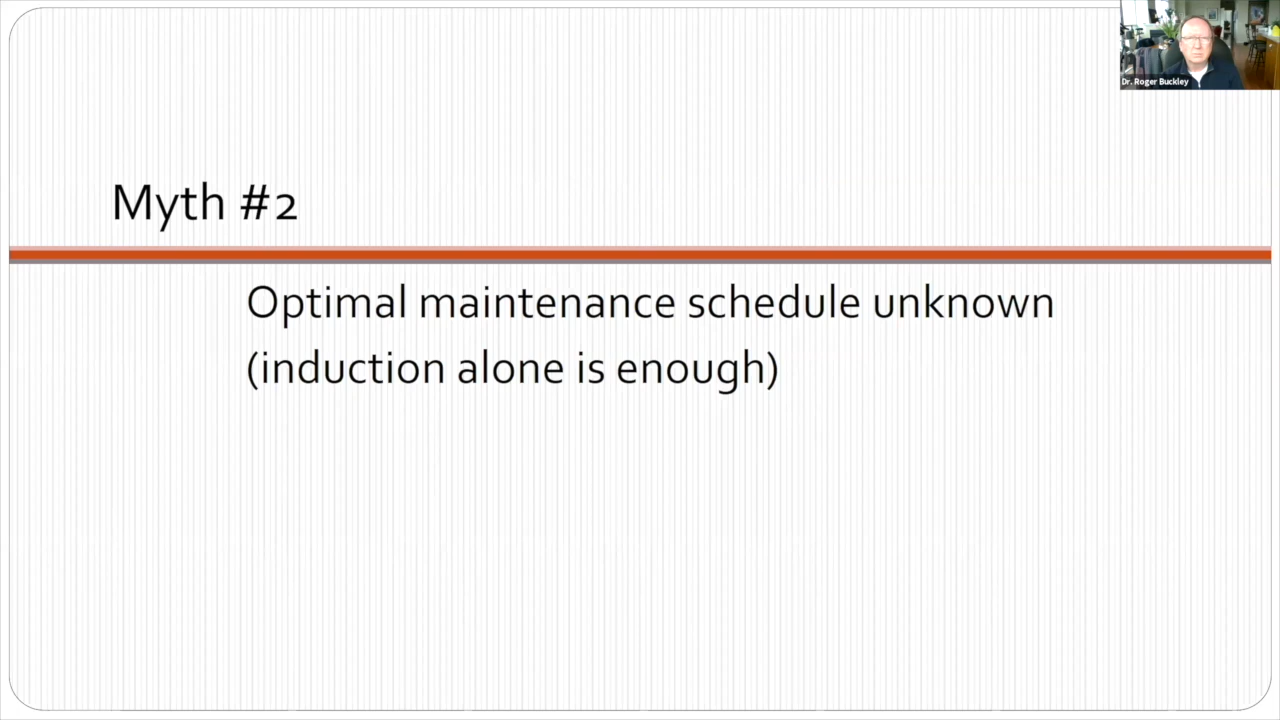 Dr. Roger Buckley
Myth #2
Optimal maintenance schedule unknown
(induction alone is enough)